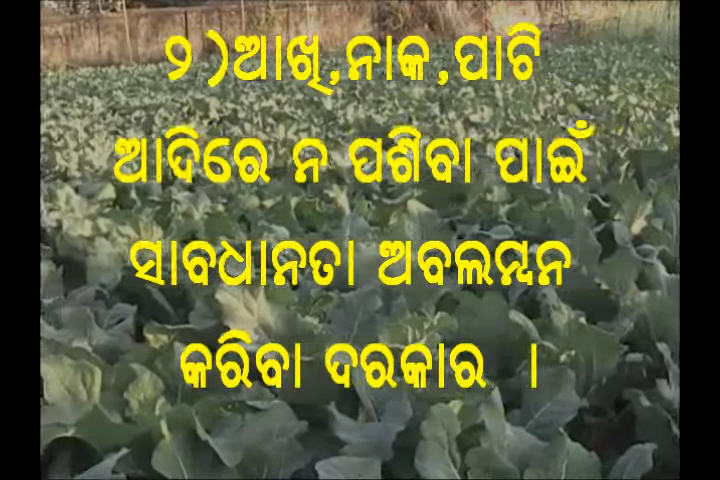 ୨)ଆଖି,ନାକ,ପାଟି
ଆଦିରେ ନ ପଶିବା ପାଇଁ
ସାବଧାନତା ଅବଲମ୍ବନ
କରିବା ଦରକାର ।